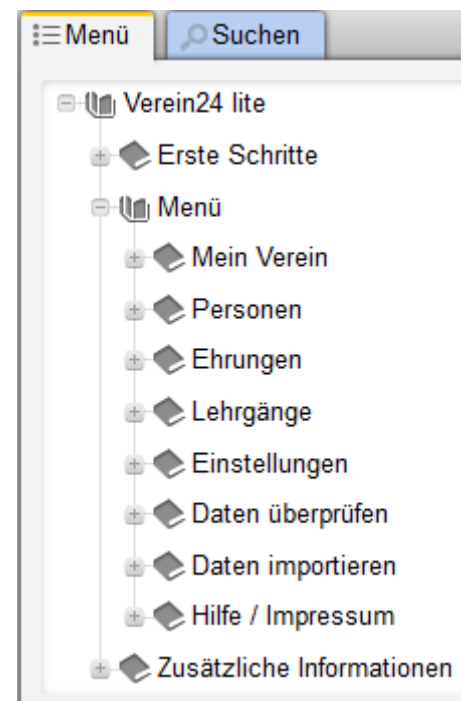 Menü Suchen
Verein24 lite
Erste Schritte
Menü
Mein Verein
Personen
Ehrungen
Lehrgänge
Einstellungen
Daten überprüfen
Daten importieren
Hilfe / Impressum
Zusätzliche Informationen